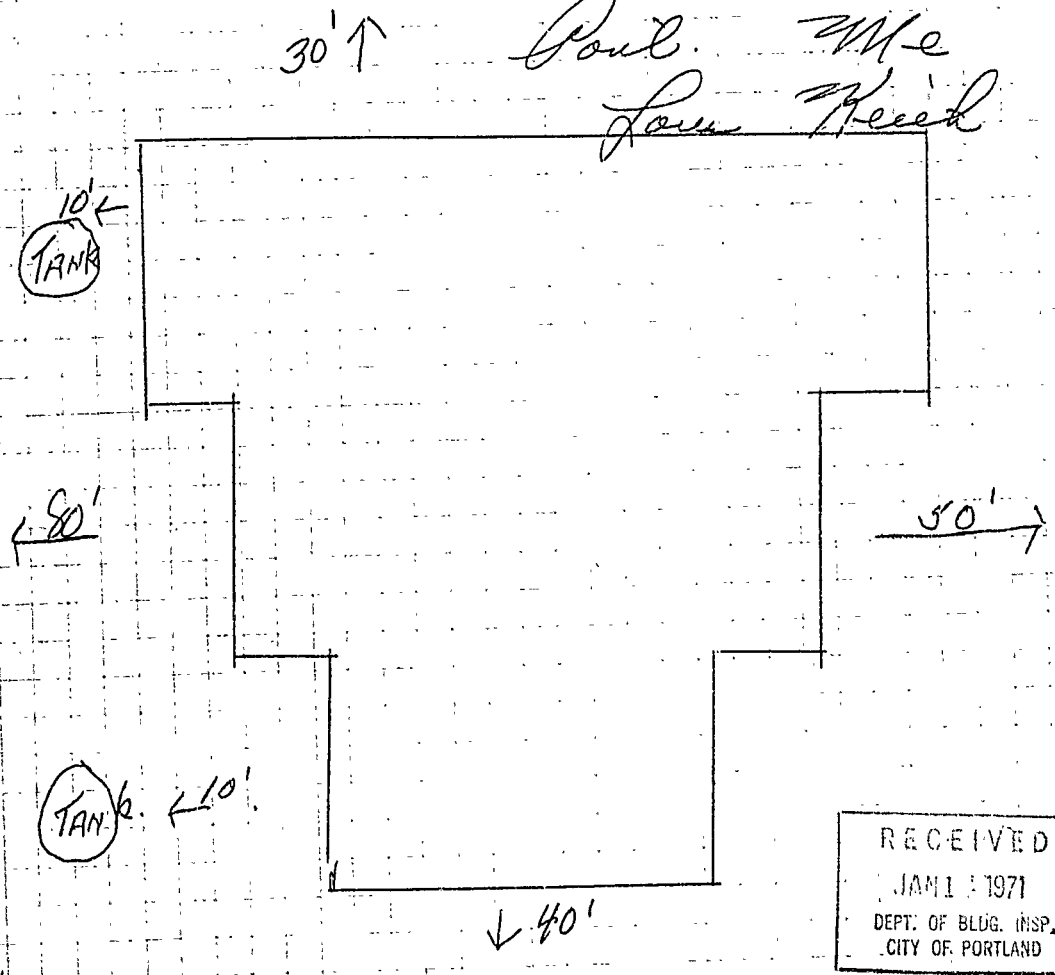 30'
Me
10'
TANK
80'
50'
TANK.
10'.
40'
RECEIVED
JAN 1 1971
DEPT. OF BLDG. INSP.
CITY OF PORTLAND